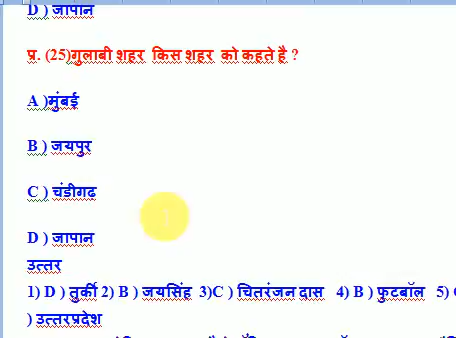 D ) जापान
प्र. (25)गुलाबी शहर किस शहर को कहते है ?
A )मुंबई
B ) जयपुर
C ) चंडीगढ
D ) जापान
उत्तर
1) D ) तुर्की 2) B ) जयसिंह 3)C ) चितरंजन दास 4) B ) फुटबॉल 5)
) उत्तरप्रदेश